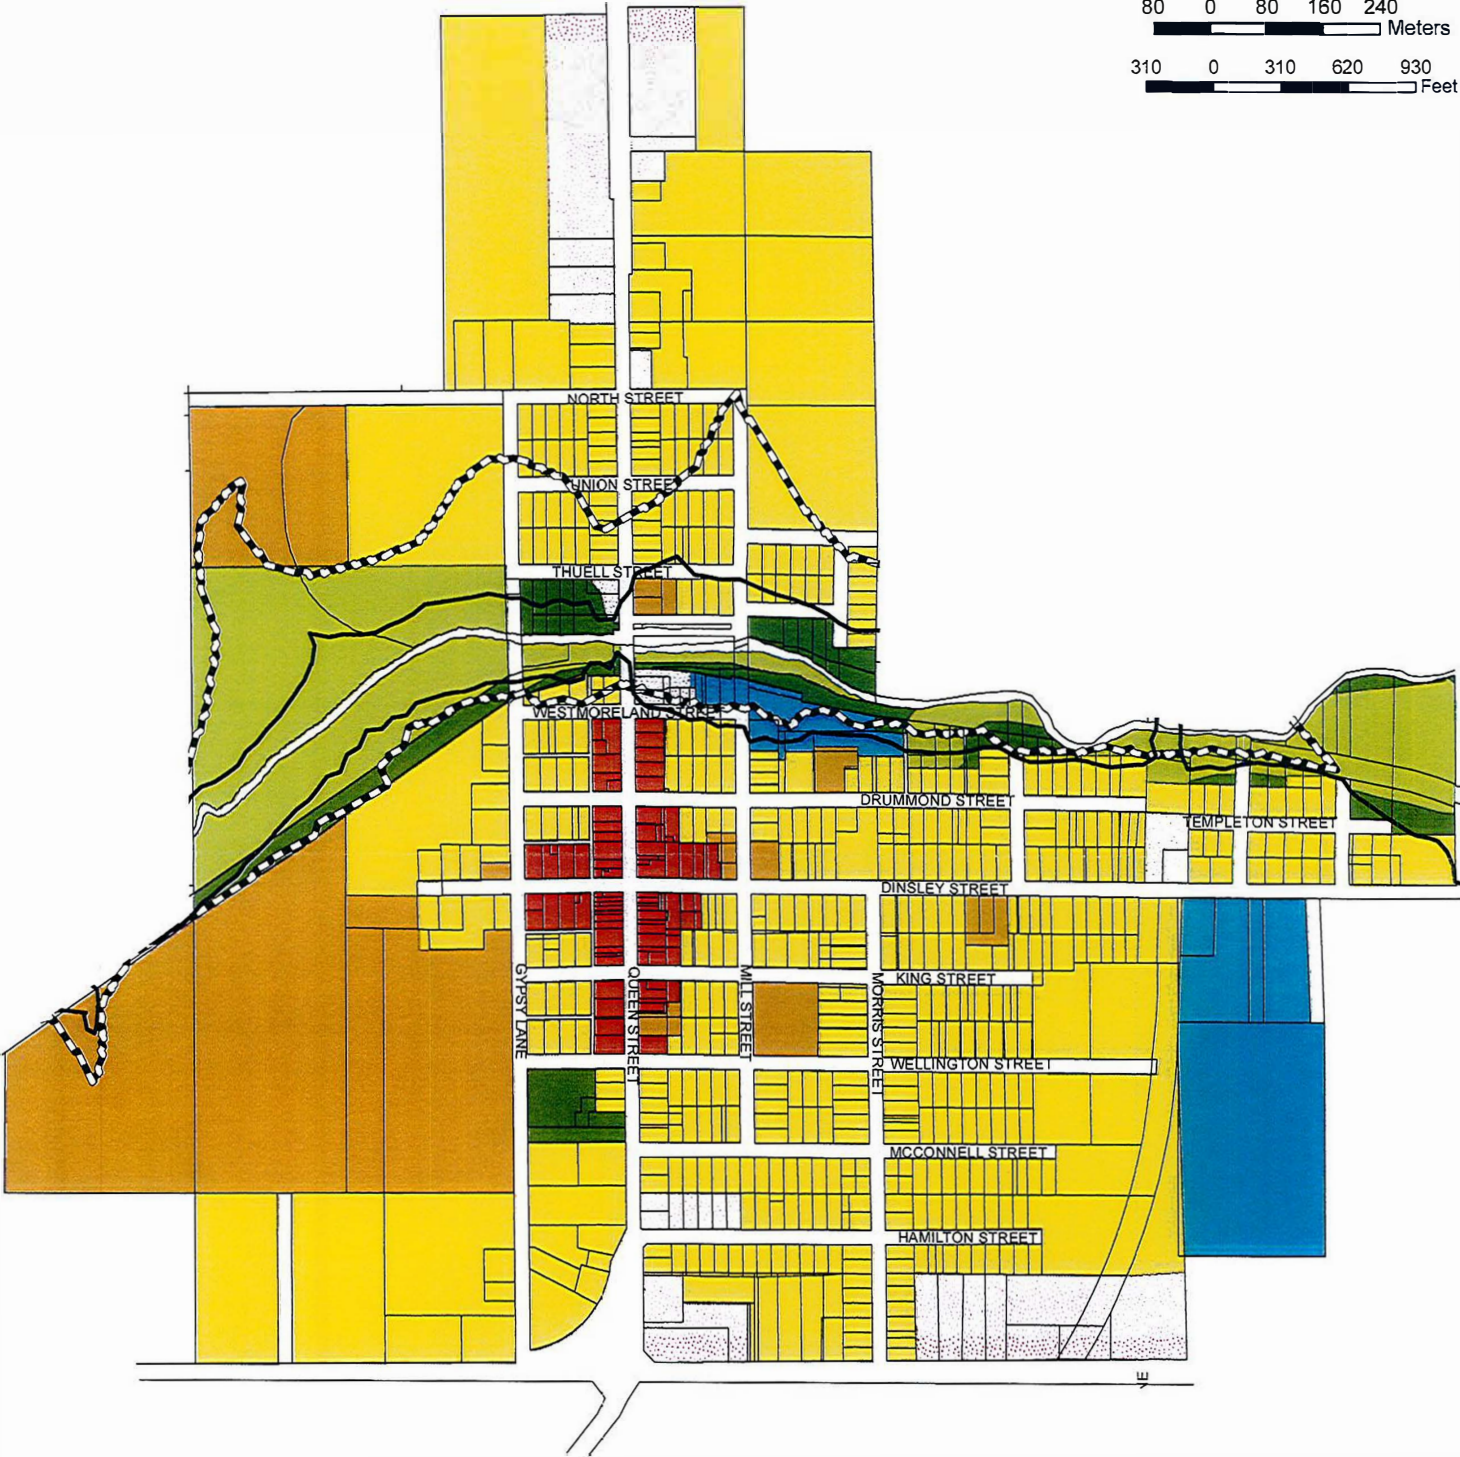 80 0 80 160 240
Meters
310 0 310 620 930
Feet
NORTH STREET
UNION STREET
THUELL STREET
WESTMORELAND STREET
DRUMMOND STREET
TEMPLETON STREET
DINSLEY STREET
GYPSY LANE
QUEEN STREET
MILL STREET
MORRIS STREET
KING STREET
WELLINGTON STREET
MCCONNELL STREET
HAMILTON STREET